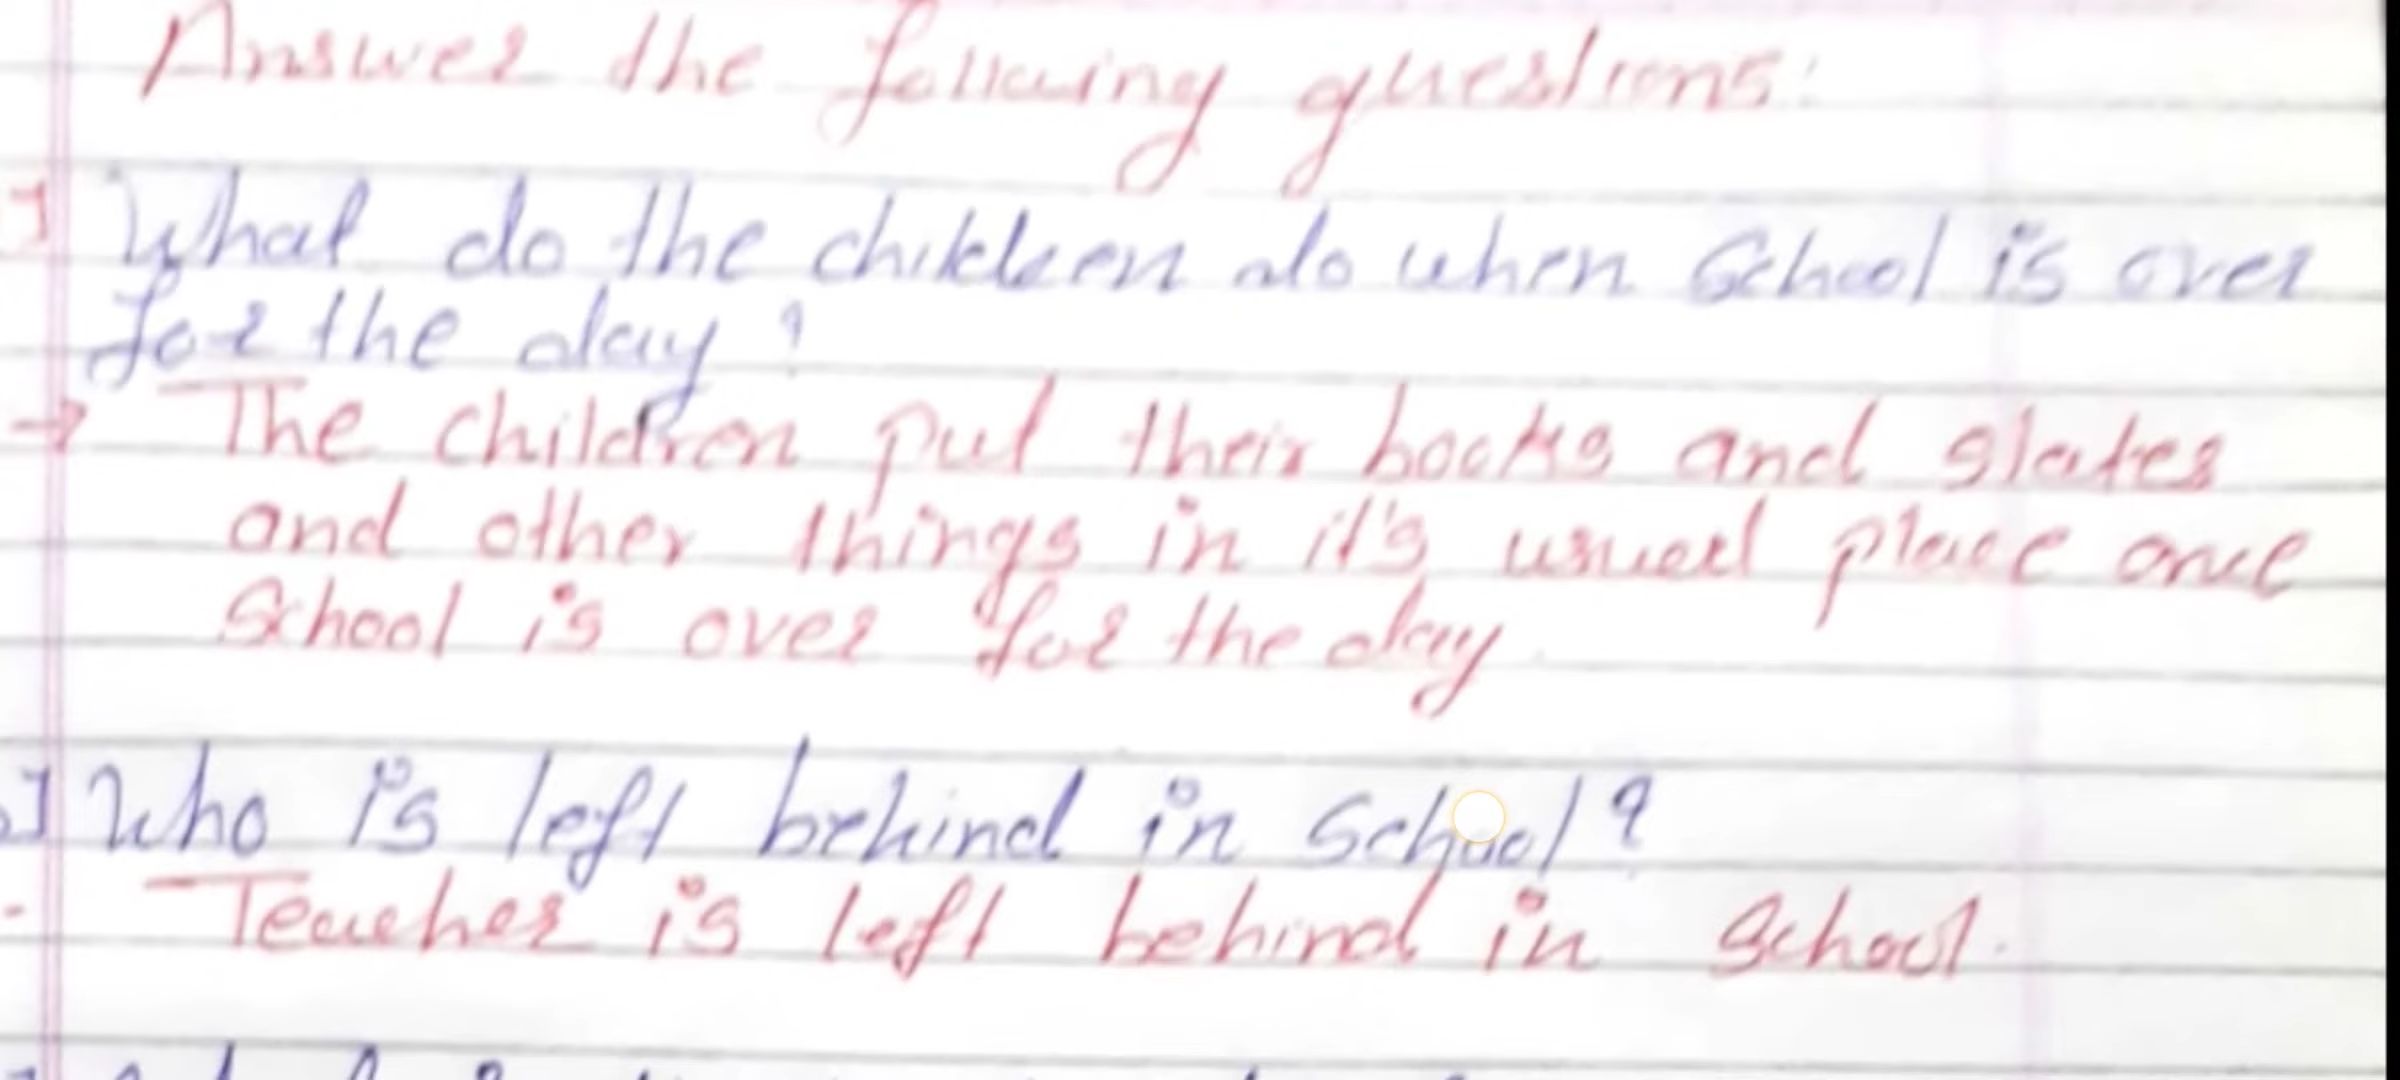 Answer the following questions:
1 What do the children do when School is over
for the day?
→ The children put their books and slates
and other things in it's usual place once
School is over for the day.
2] Who is left behind in School?
- Teacher is left behind in School.